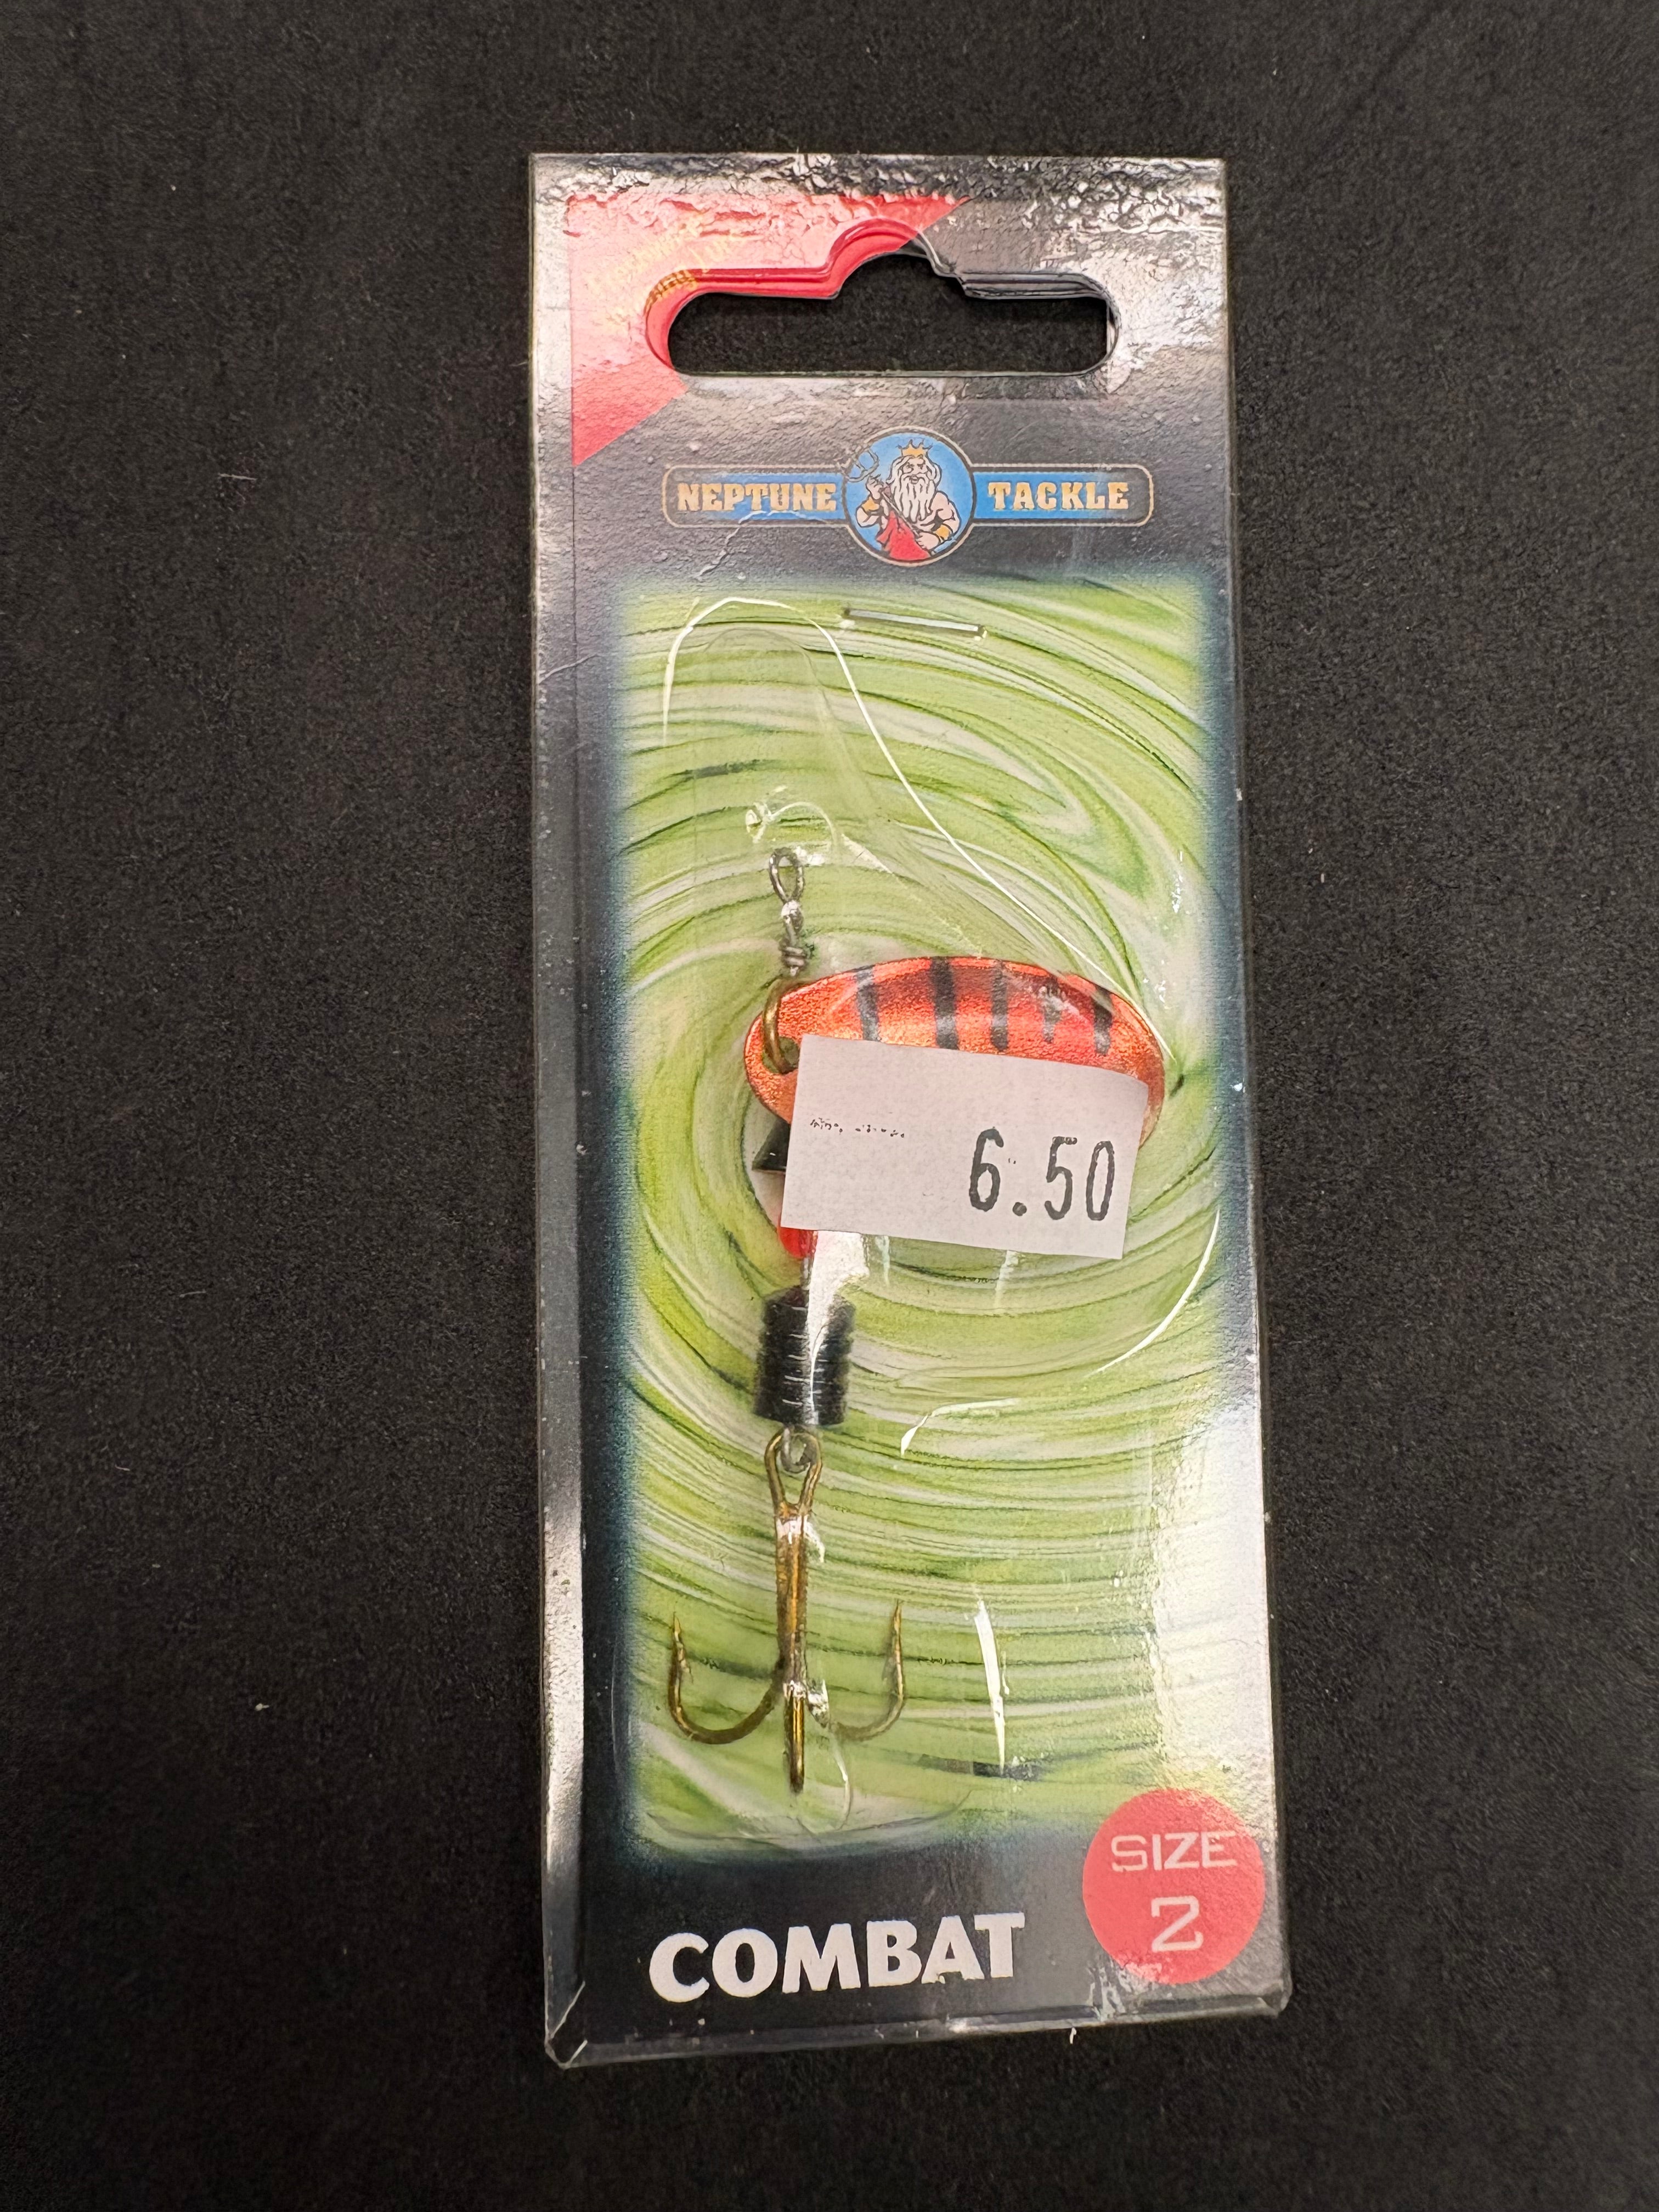 NEPTUNE TACKLE
6.50
SIZE
2
COMBAT